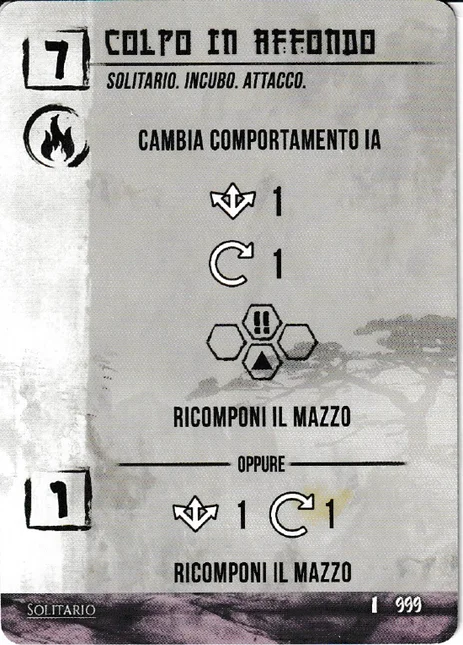 7
COLPO IN AFFONDO
SOLITARIO. INCUBO. ATTACCO.
CAMBIA COMPORTAMENTO IA
1
1
!!
RICOMPONI IL MAZZO
OPPURE
1
1 1
RICOMPONI IL MAZZO
SOLITARIO
1 999